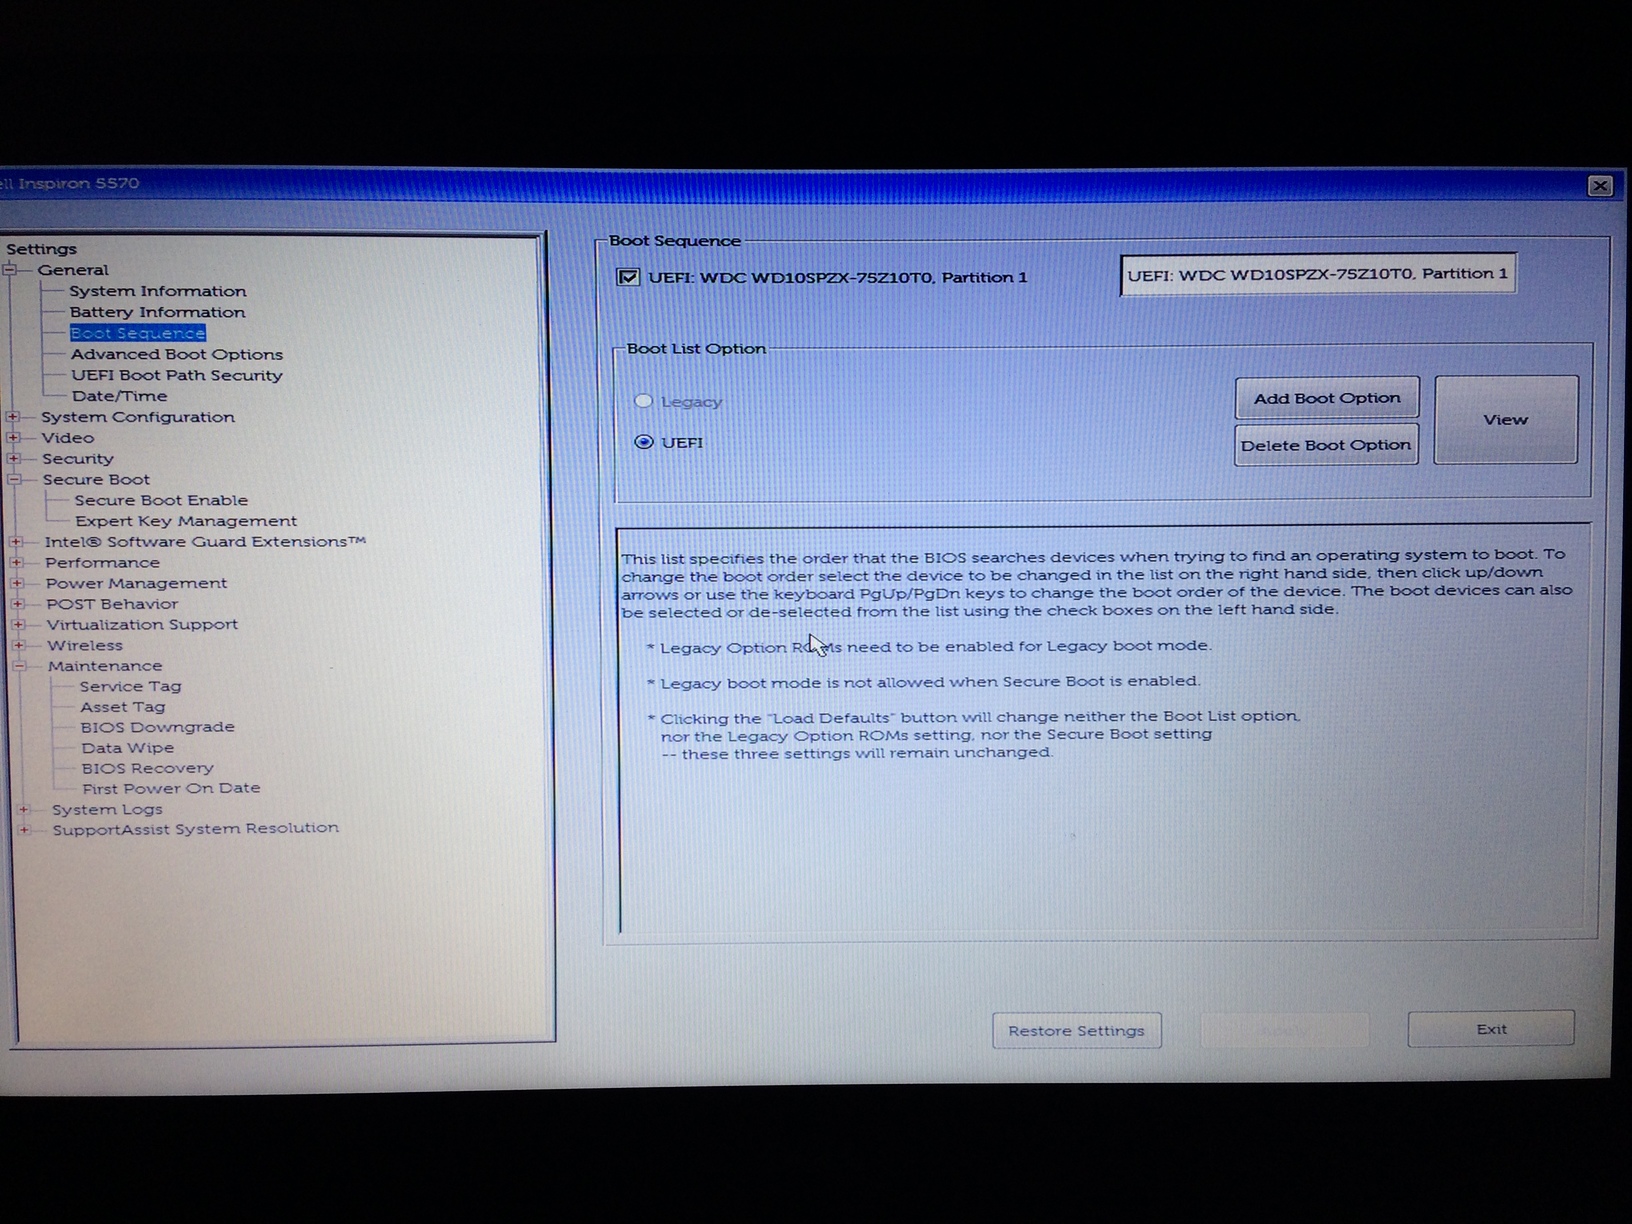 ell Inspiron 5570
Settings
General
System Information
Battery Information
Boot Sequence
Advanced Boot Options
UEFI Boot Path Security
Date/Time
System Configuration
Video
Security
Secure Boot
Secure Boot Enable
Expert Key Management
Intel® Software Guard Extensions™
Performance
Power Management
POST Behavior
Virtualization Support
Wireless
Maintenance
Service Tag
Asset Tag
BIOS Downgrade
Data Wipe
BIOS Recovery
First Power On Date
System Logs
SupportAssist System Resolution
Boot Sequence
UEFI: WDC WD10SPZX-75Z10T0, Partition 1
UEFI: WDC WD10SPZX-75Z10T0, Partition 1
Boot List Option
Legacy
UEFI
Add Boot Option
Delete Boot Option
View
This list specifies the order that the BIOS searches devices when trying to find an operating system to boot. To
change the boot order select the device to be changed in the list on the right hand side, then click up/down
arrows or use the keyboard PgUp/PgDn keys to change the boot order of the device. The boot devices can also
be selected or de-selected from the list using the check boxes on the left hand side.
* Legacy Option ROMs need to be enabled for Legacy boot mode.
* Legacy boot mode is not allowed when Secure Boot is enabled.
* Clicking the "Load Defaults" button will change neither the Boot List option,
nor the Legacy Option ROMs setting, nor the Secure Boot setting
-- these three settings will remain unchanged.
Restore Settings
Exit